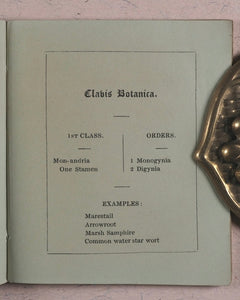 Clavis Botanica.
1ST CLASS.
ORDERS.
Mon-andria
One Stamen
1 Monogynia
2 Digynia
EXAMPLES:
Marestail
Arrowroot
Marsh Samphire
Common water star wort